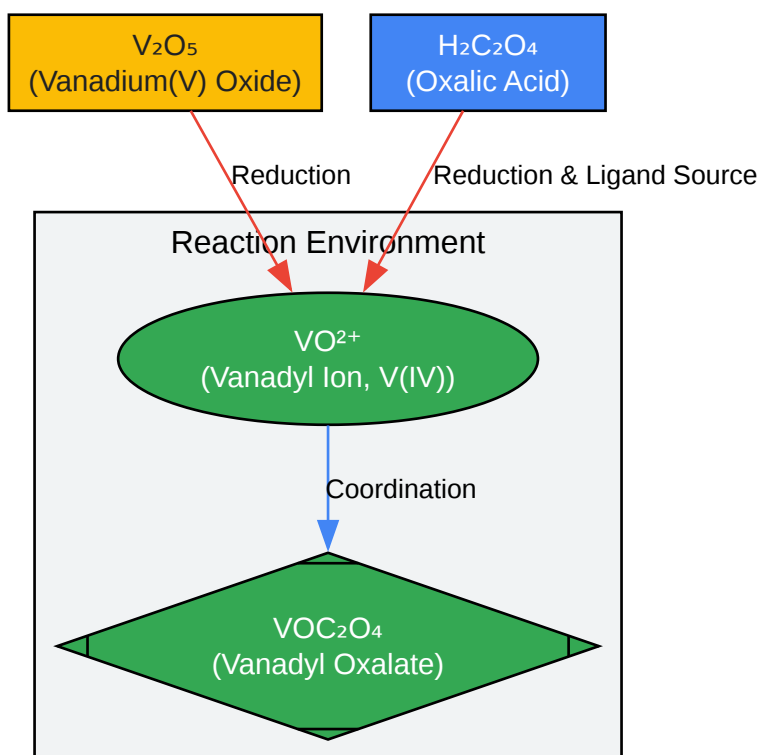 V₂O₅
(Vanadium(V) Oxide)
H₂C₂O₄
(Oxalic Acid)
Reduction
Reduction & Ligand Source
Reaction Environment
VO²⁺
(Vanadyl Ion, V(IV))
Coordination
VOC₂O₄
(Vanadyl Oxalate)